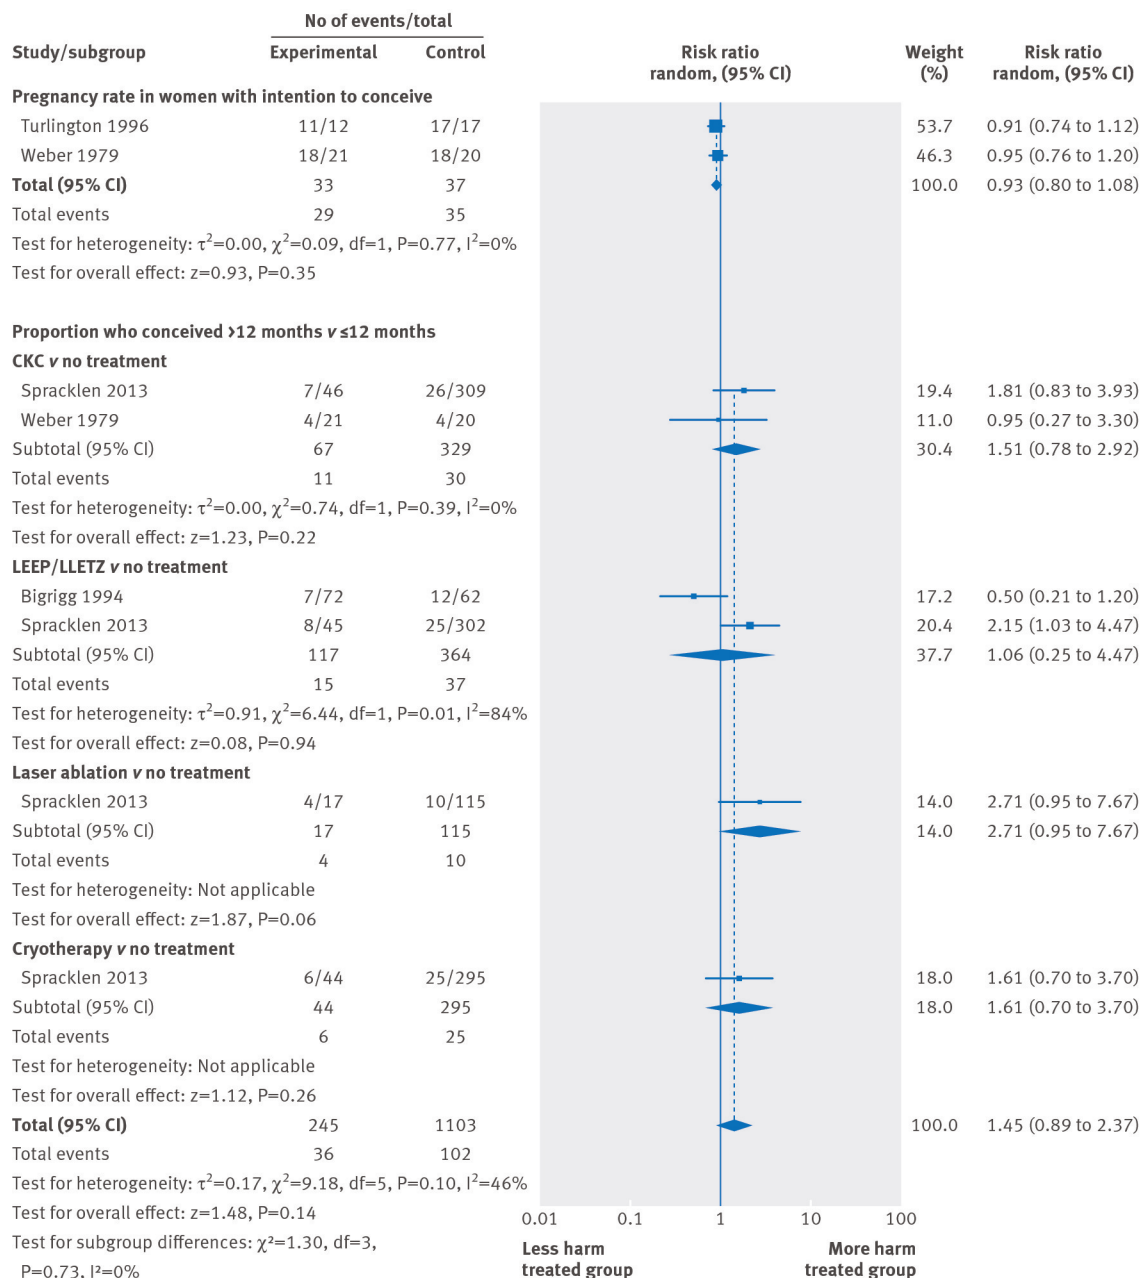 No of events/total
Study/subgroup Experimental Control Risk ratio random, (95% CI) Weight (%) Risk ratio random, (95% CI)
Pregnancy rate in women with intention to conceive
Turlington 1996 11/12 17/17 53.7 0.91 (0.74 to 1.12)
Weber 1979 18/21 18/20 46.3 0.95 (0.76 to 1.20)
Total (95% CI) 33 37 100.0 0.93 (0.80 to 1.08)
Total events 29 35
Test for heterogeneity: τ²=0.00, χ²=0.09, df=1, P=0.77, I²=0%
Test for overall effect: z=0.93, P=0.35
Proportion who conceived >12 months v ≤12 months
CKC v no treatment
Spracklen 2013 7/46 26/309 19.4 1.81 (0.83 to 3.93)
Weber 1979 4/21 4/20 11.0 0.95 (0.27 to 3.30)
Subtotal (95% CI) 67 329 30.4 1.51 (0.78 to 2.92)
Total events 11 30
Test for heterogeneity: τ²=0.00, χ²=0.74, df=1, P=0.39, I²=0%
Test for overall effect: z=1.23, P=0.22
LEEP/LLETZ v no treatment
Bigrigg 1994 7/72 12/62 17.2 0.50 (0.21 to 1.20)
Spracklen 2013 8/45 25/302 20.4 2.15 (1.03 to 4.47)
Subtotal (95% CI) 117 364 37.7 1.06 (0.25 to 4.47)
Total events 15 37
Test for heterogeneity: τ²=0.91, χ²=6.44, df=1, P=0.01, I²=84%
Test for overall effect: z=0.08, P=0.94
Laser ablation v no treatment
Spracklen 2013 4/17 10/115 14.0 2.71 (0.95 to 7.67)
Subtotal (95% CI) 17 115 14.0 2.71 (0.95 to 7.67)
Total events 4 10
Test for heterogeneity: Not applicable
Test for overall effect: z=1.87, P=0.06
Cryotherapy v no treatment
Spracklen 2013 6/44 25/295 18.0 1.61 (0.70 to 3.70)
Subtotal (95% CI) 44 295 18.0 1.61 (0.70 to 3.70)
Total events 6 25
Test for heterogeneity: Not applicable
Test for overall effect: z=1.12, P=0.26
Total (95% CI) 245 1103 100.0 1.45 (0.89 to 2.37)
Total events 36 102
Test for heterogeneity: τ²=0.17, χ²=9.18, df=5, P=0.10, I²=46%
Test for overall effect: z=1.48, P=0.14
Test for subgroup differences: χ²=1.30, df=3,
P=0.73, I²=0%
0.01 0.1 1 10 100
Less harm More harm
treated group treated group